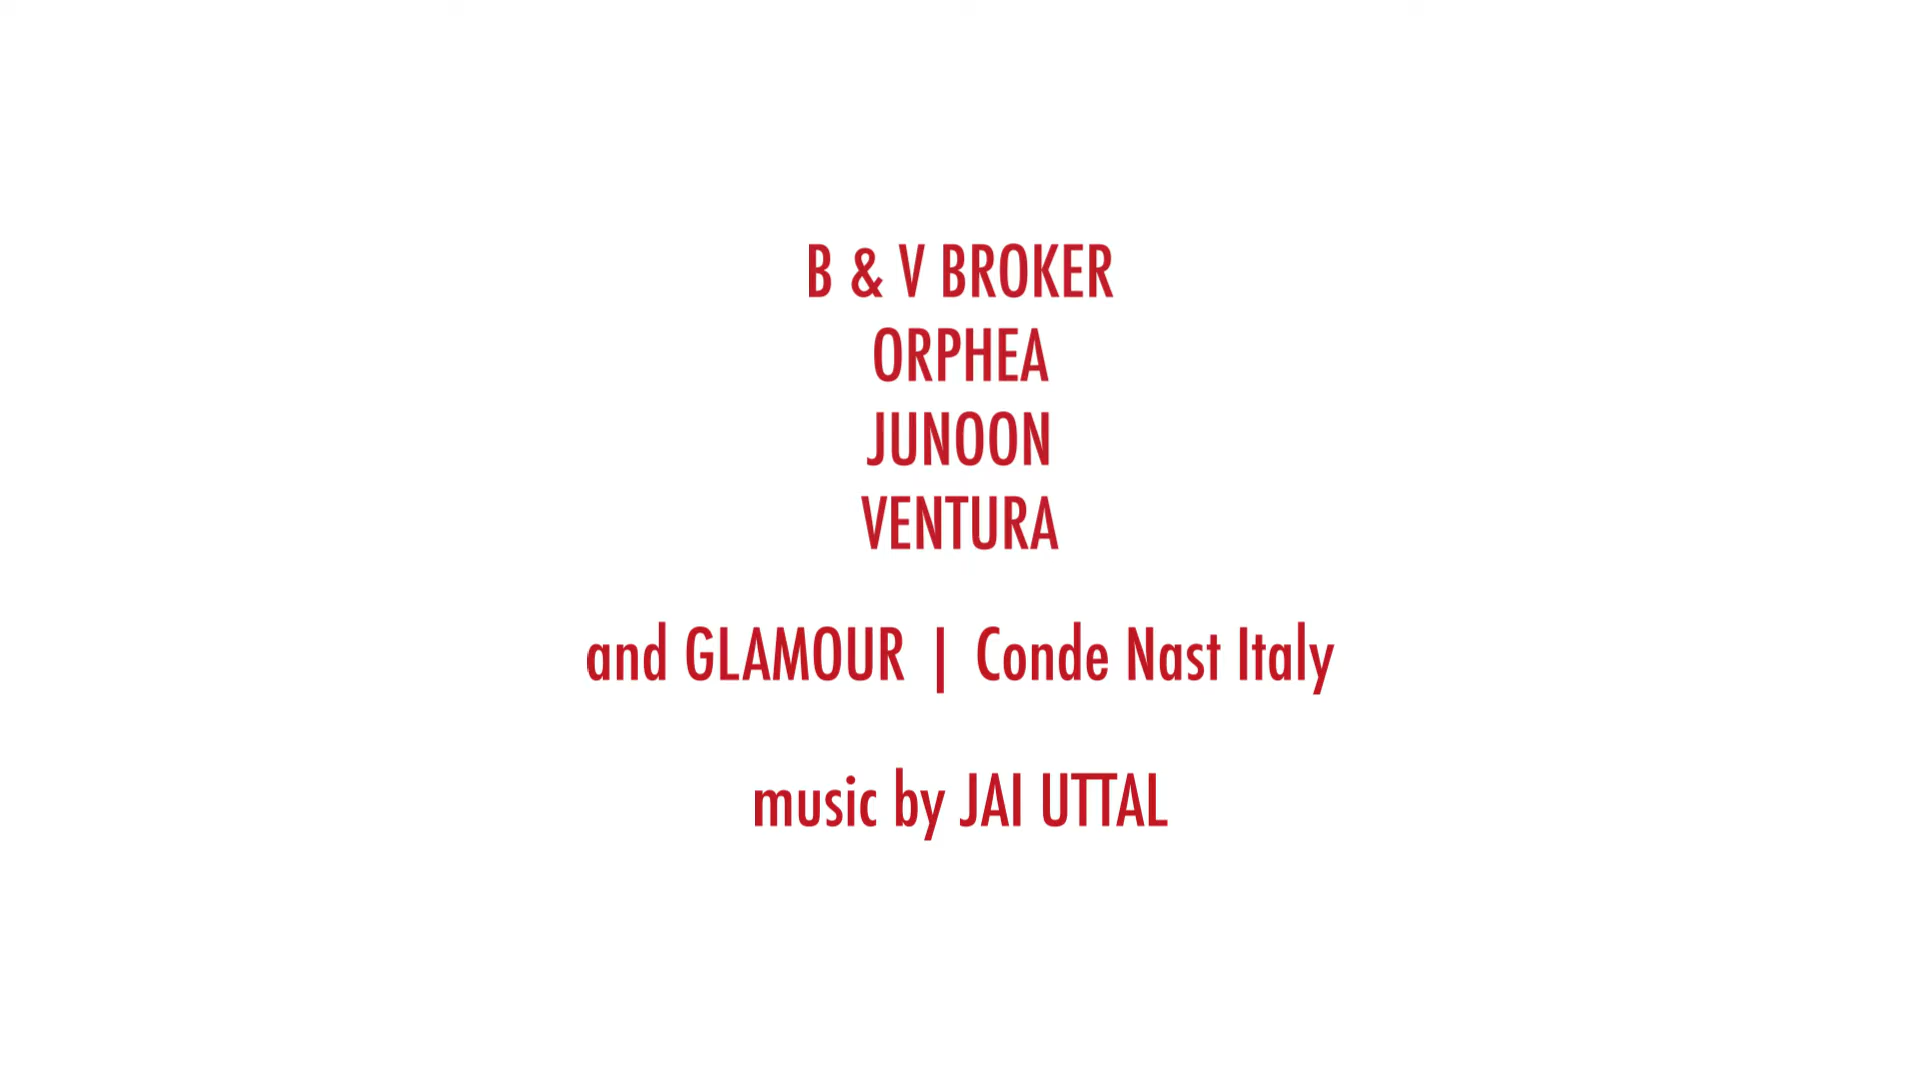 B & V BROKER
ORPHEA
JUNOON
VENTURA
and GLAMOUR | Conde Nast Italy
music by JAI UTTAL